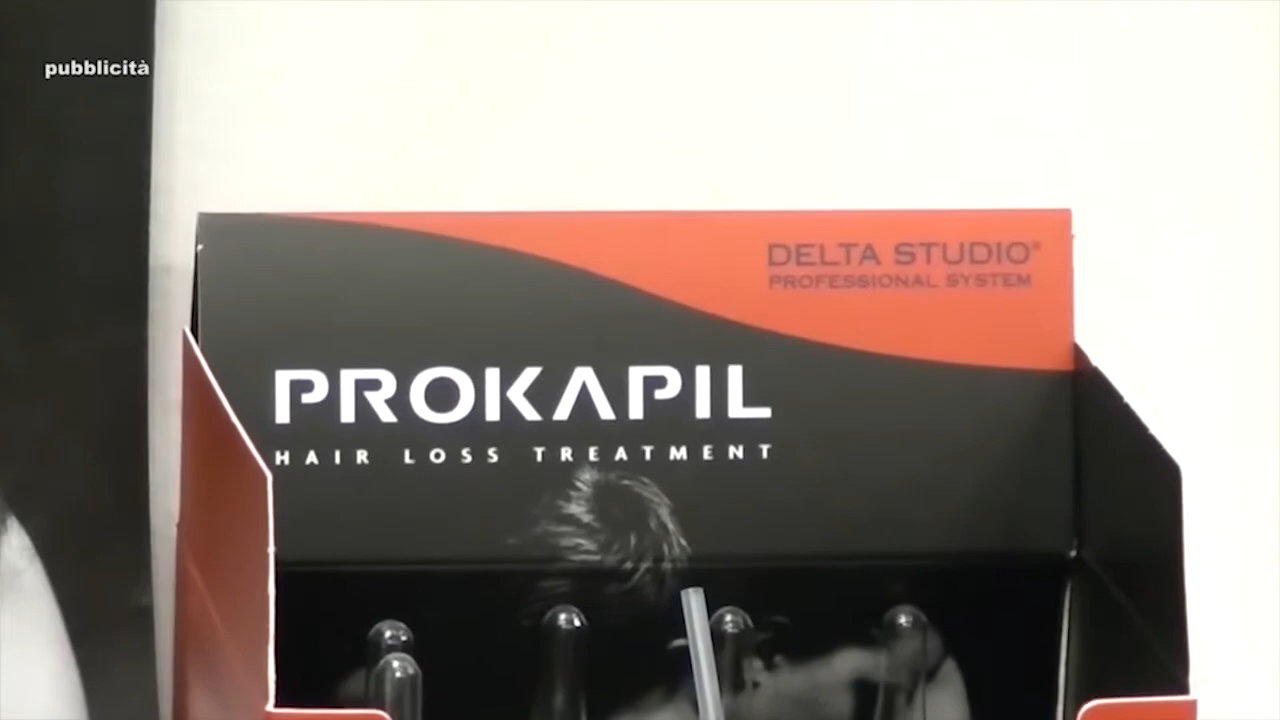 pubblicità
DELTA STUDIO®
PROFESSIONAL SYSTEM
PROKAPIL
HAIR LOSS TREATMENT